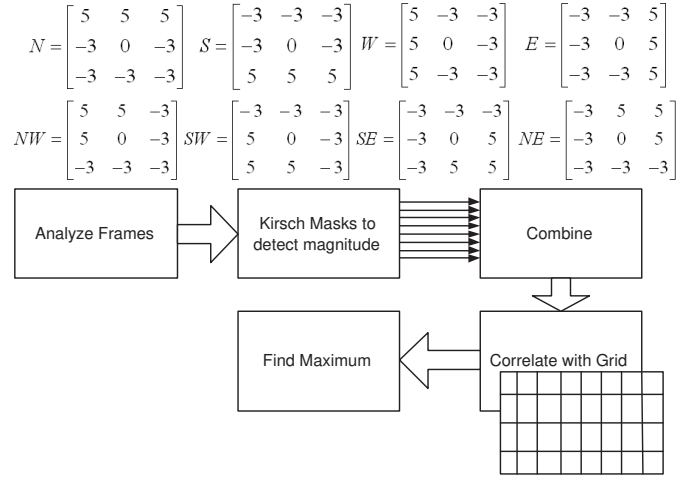 N = [5 5 5; -3 0 -3; -3 -3 -3]
S = [-3 -3 -3; -3 0 -3; 5 5 5]
W = [5 -3 -3; 5 0 -3; 5 -3 -3]
E = [-3 -3 5; -3 0 5; -3 -3 5]
NW = [5 5 -3; 5 0 -3; -3 -3 -3]
SW = [-3 -3 -3; 5 0 -3; 5 5 -3]
SE = [-3 -3 -3; -3 0 5; -3 5 5]
NE = [-3 5 5; -3 0 5; -3 -3 -3]
Analyze Frames
Kirsch Masks to
detect magnitude
Combine
Find Maximum
Correlate with Grid